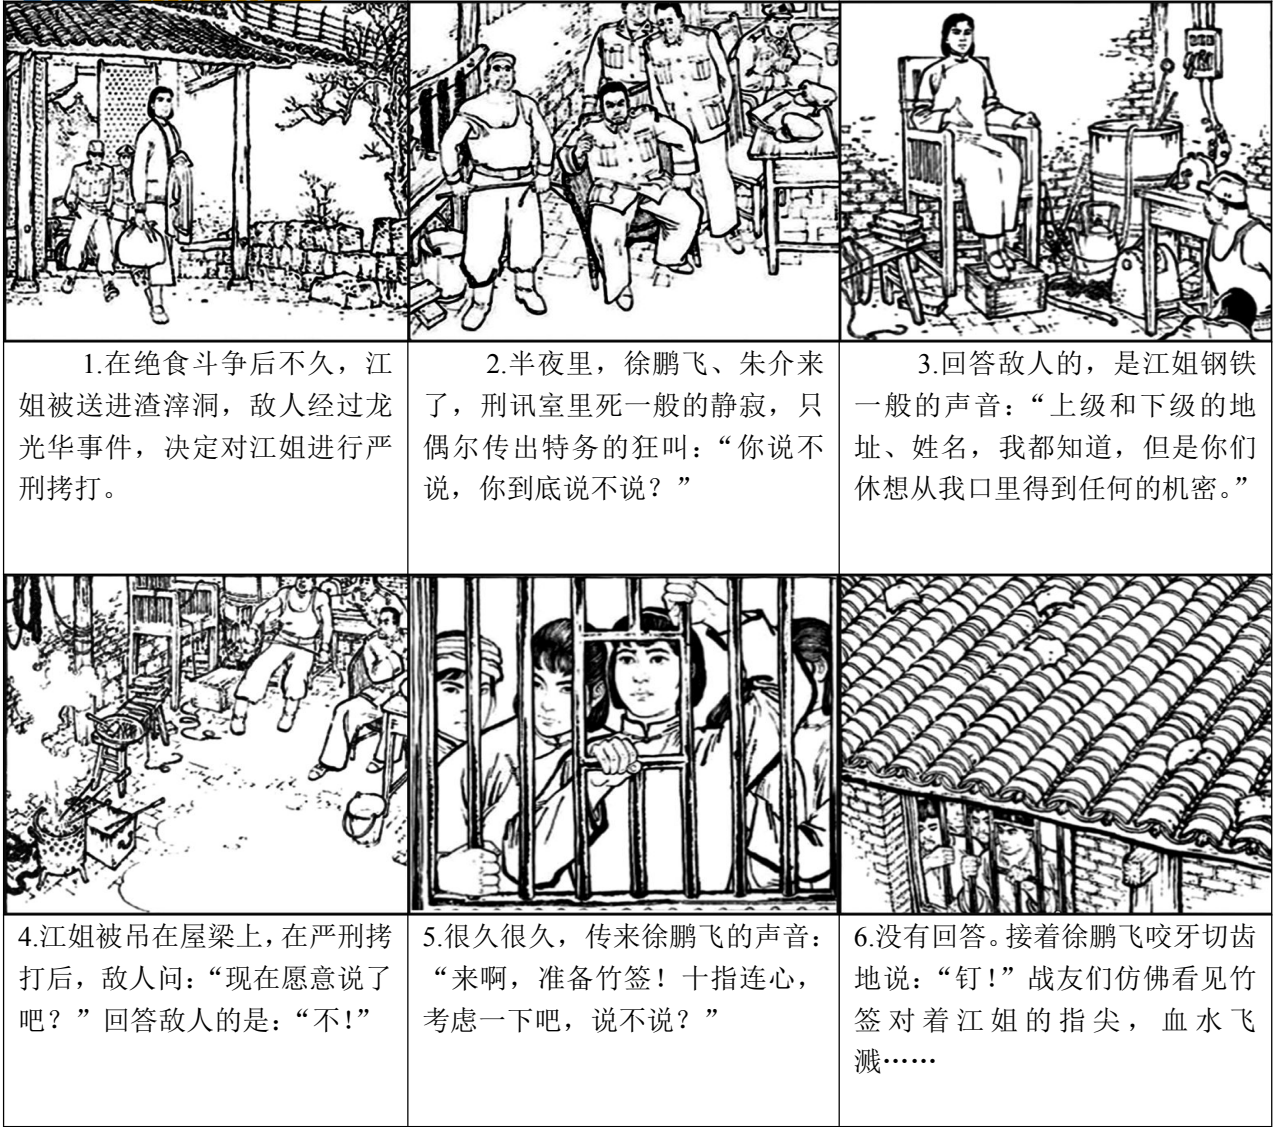 1.在绝食斗争后不久，江
姐被送进渣滓洞，敌人经过龙
光华事件，决定对江姐进行严
刑拷打。
2.半夜里，徐鹏飞、朱介来
了，刑讯室里死一般的静寂，只
偶尔传出特务的狂叫：“你说不
说，你到底说不说？”
3.回答敌人的，是江姐钢铁
一般的声音：“上级和下级的地
址、姓名，我都知道，但是你们
休想从我口里得到任何的机密。”
4.江姐被吊在屋梁上，在严刑拷
打后，敌人问：“现在愿意说了
吧？”回答敌人的是：“不！”
5.很久很久，传来徐鹏飞的声音：
“来啊，准备竹签！十指连心，
考虑一下吧，说不说？”
6.没有回答。接着徐鹏飞咬牙切齿
地说：“钉！”战友们仿佛看见竹
签对着江姐的指尖，血水飞
溅……